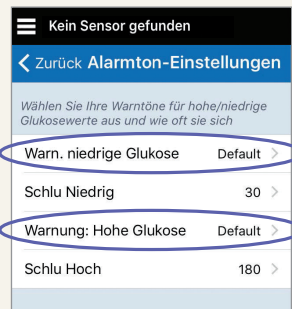 Kein Sensor gefunden
Zurück Alarmton-Einstellungen
Wählen Sie Ihre Warntöne für hohe/niedrige
Glukosewerte aus und wie oft sie sich
Warn. niedrige Glukose Default
Schlu Niedrig 30
Warnung: Hohe Glukose Default
Schlu Hoch 180